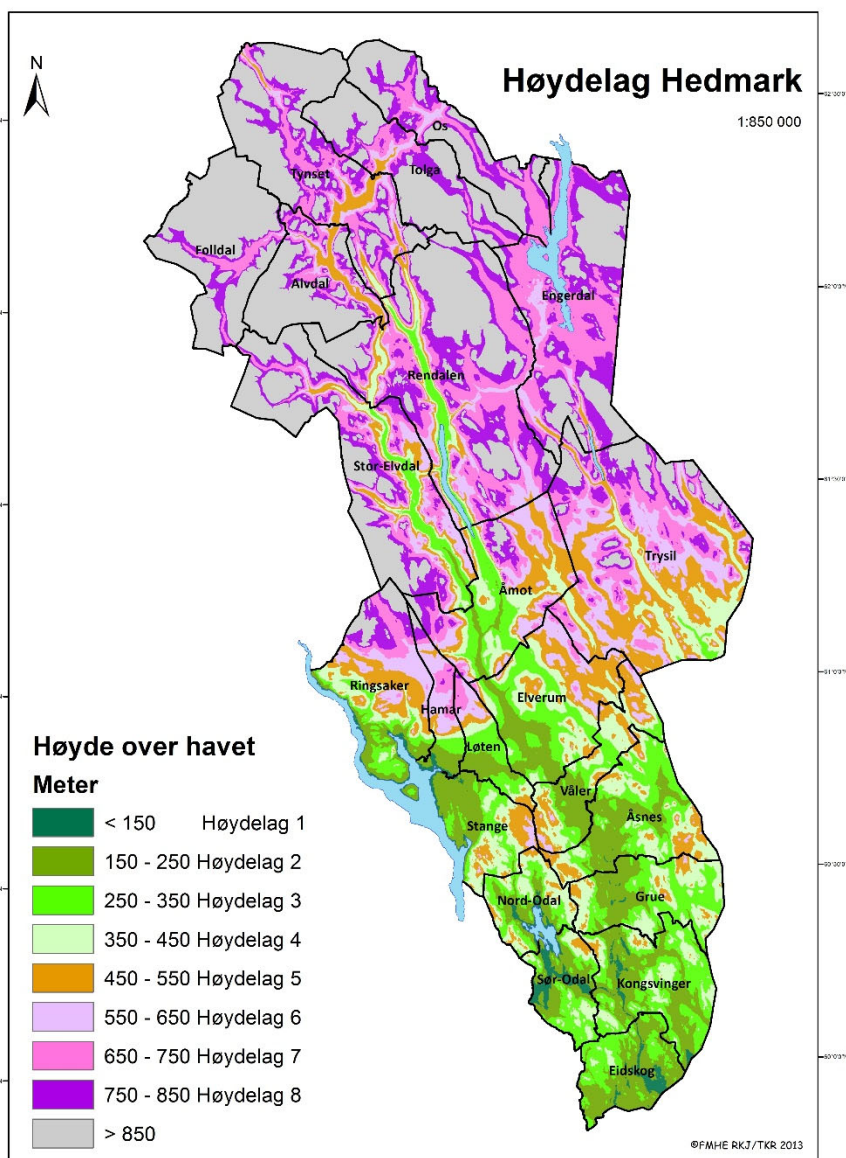 Høydelag Hedmark
1:850 000
N
Os
Tynset
Tolga
Folldal
Alvdal
Engerdal
Rendalen
Stor-Elvdal
Trysil
Åmot
Ringsaker
Elverum
Hamar
Løten
Våler
Åsnes
Stange
Nord-Odal
Grue
Sør-Odal
Kongsvinger
Eidskog
Høyde over havet
Meter
< 150 Høydelag 1
150 - 250 Høydelag 2
250 - 350 Høydelag 3
350 - 450 Høydelag 4
450 - 550 Høydelag 5
550 - 650 Høydelag 6
650 - 750 Høydelag 7
750 - 850 Høydelag 8
> 850
©FMHE RKJ/TKR 2013